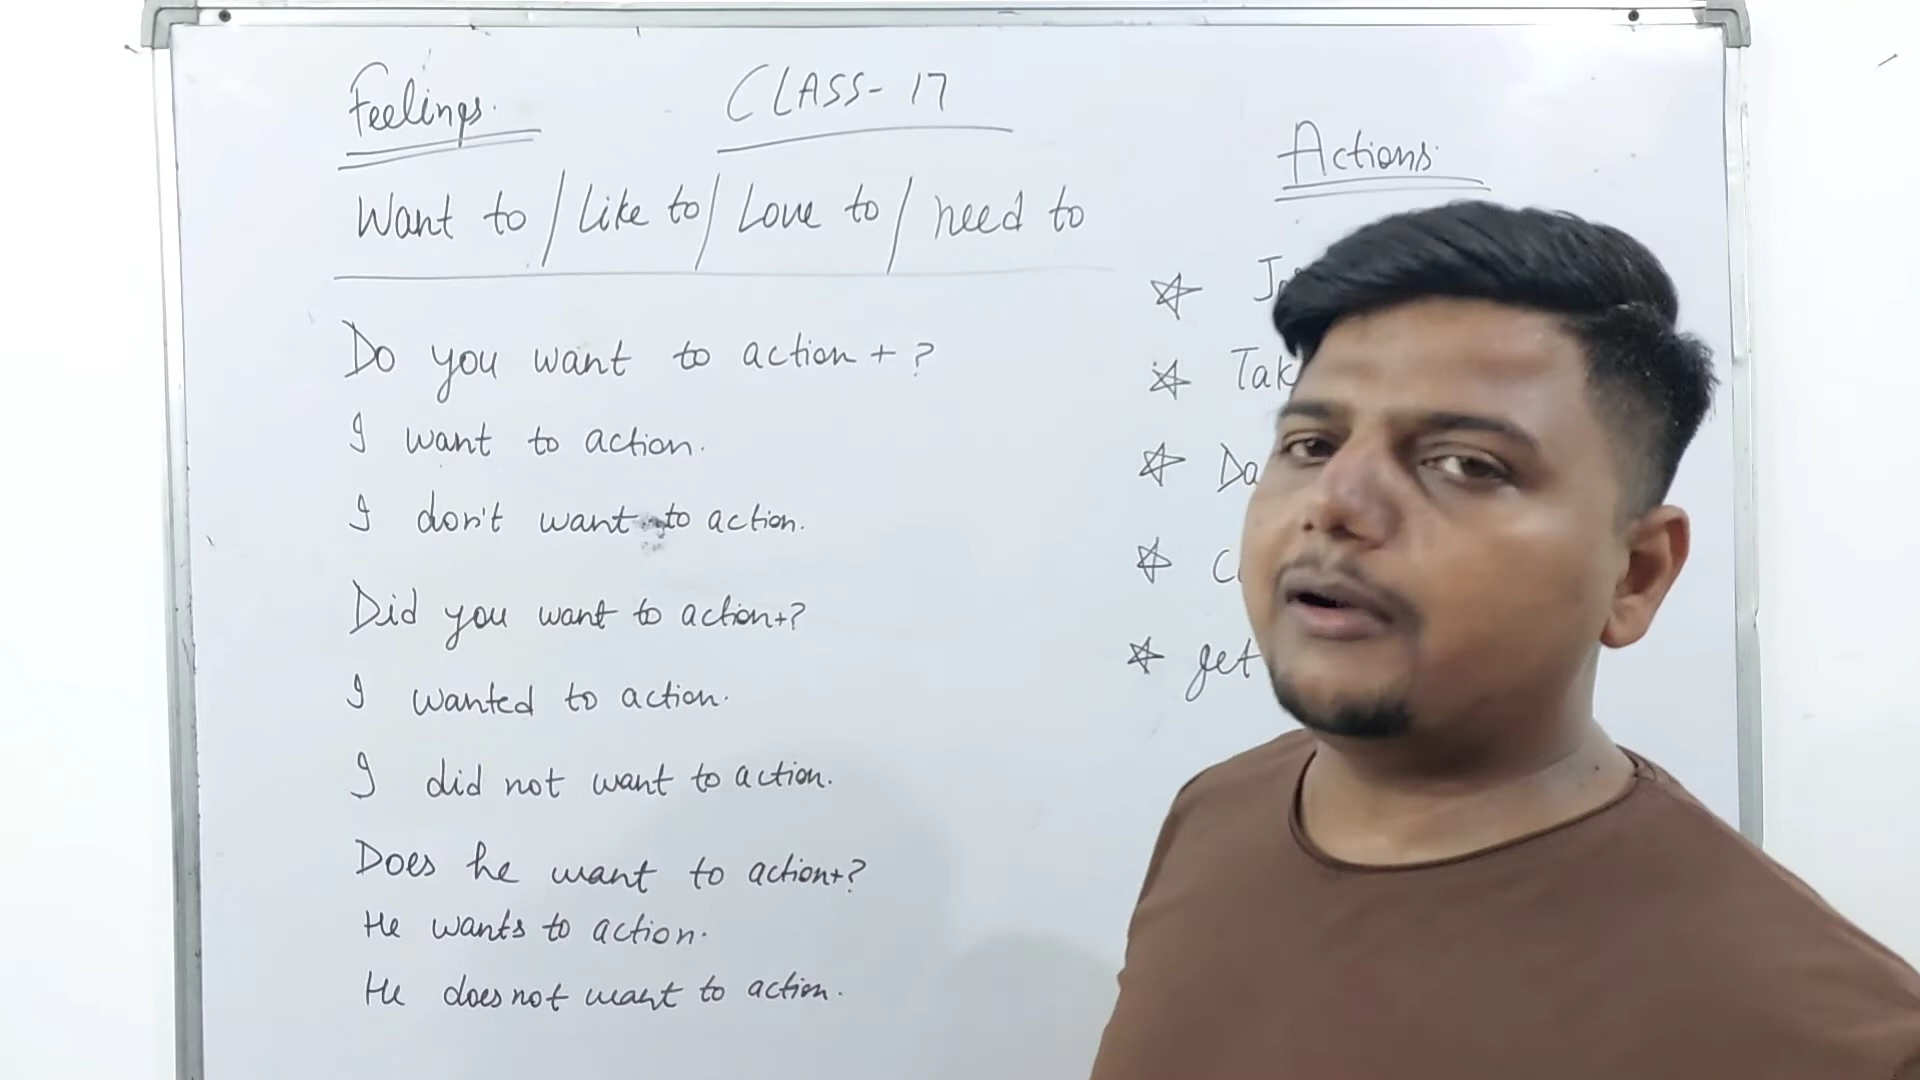 Feelings.
CLASS-17
Want to / Like to / Love to / need to
Do you want to action + ?
I want to action.
I don't want to action.
Did you want to action+?
I wanted to action.
I did not want to action.
Does he want to action+?
He wants to action.
He does not want to action.
Actions.
get